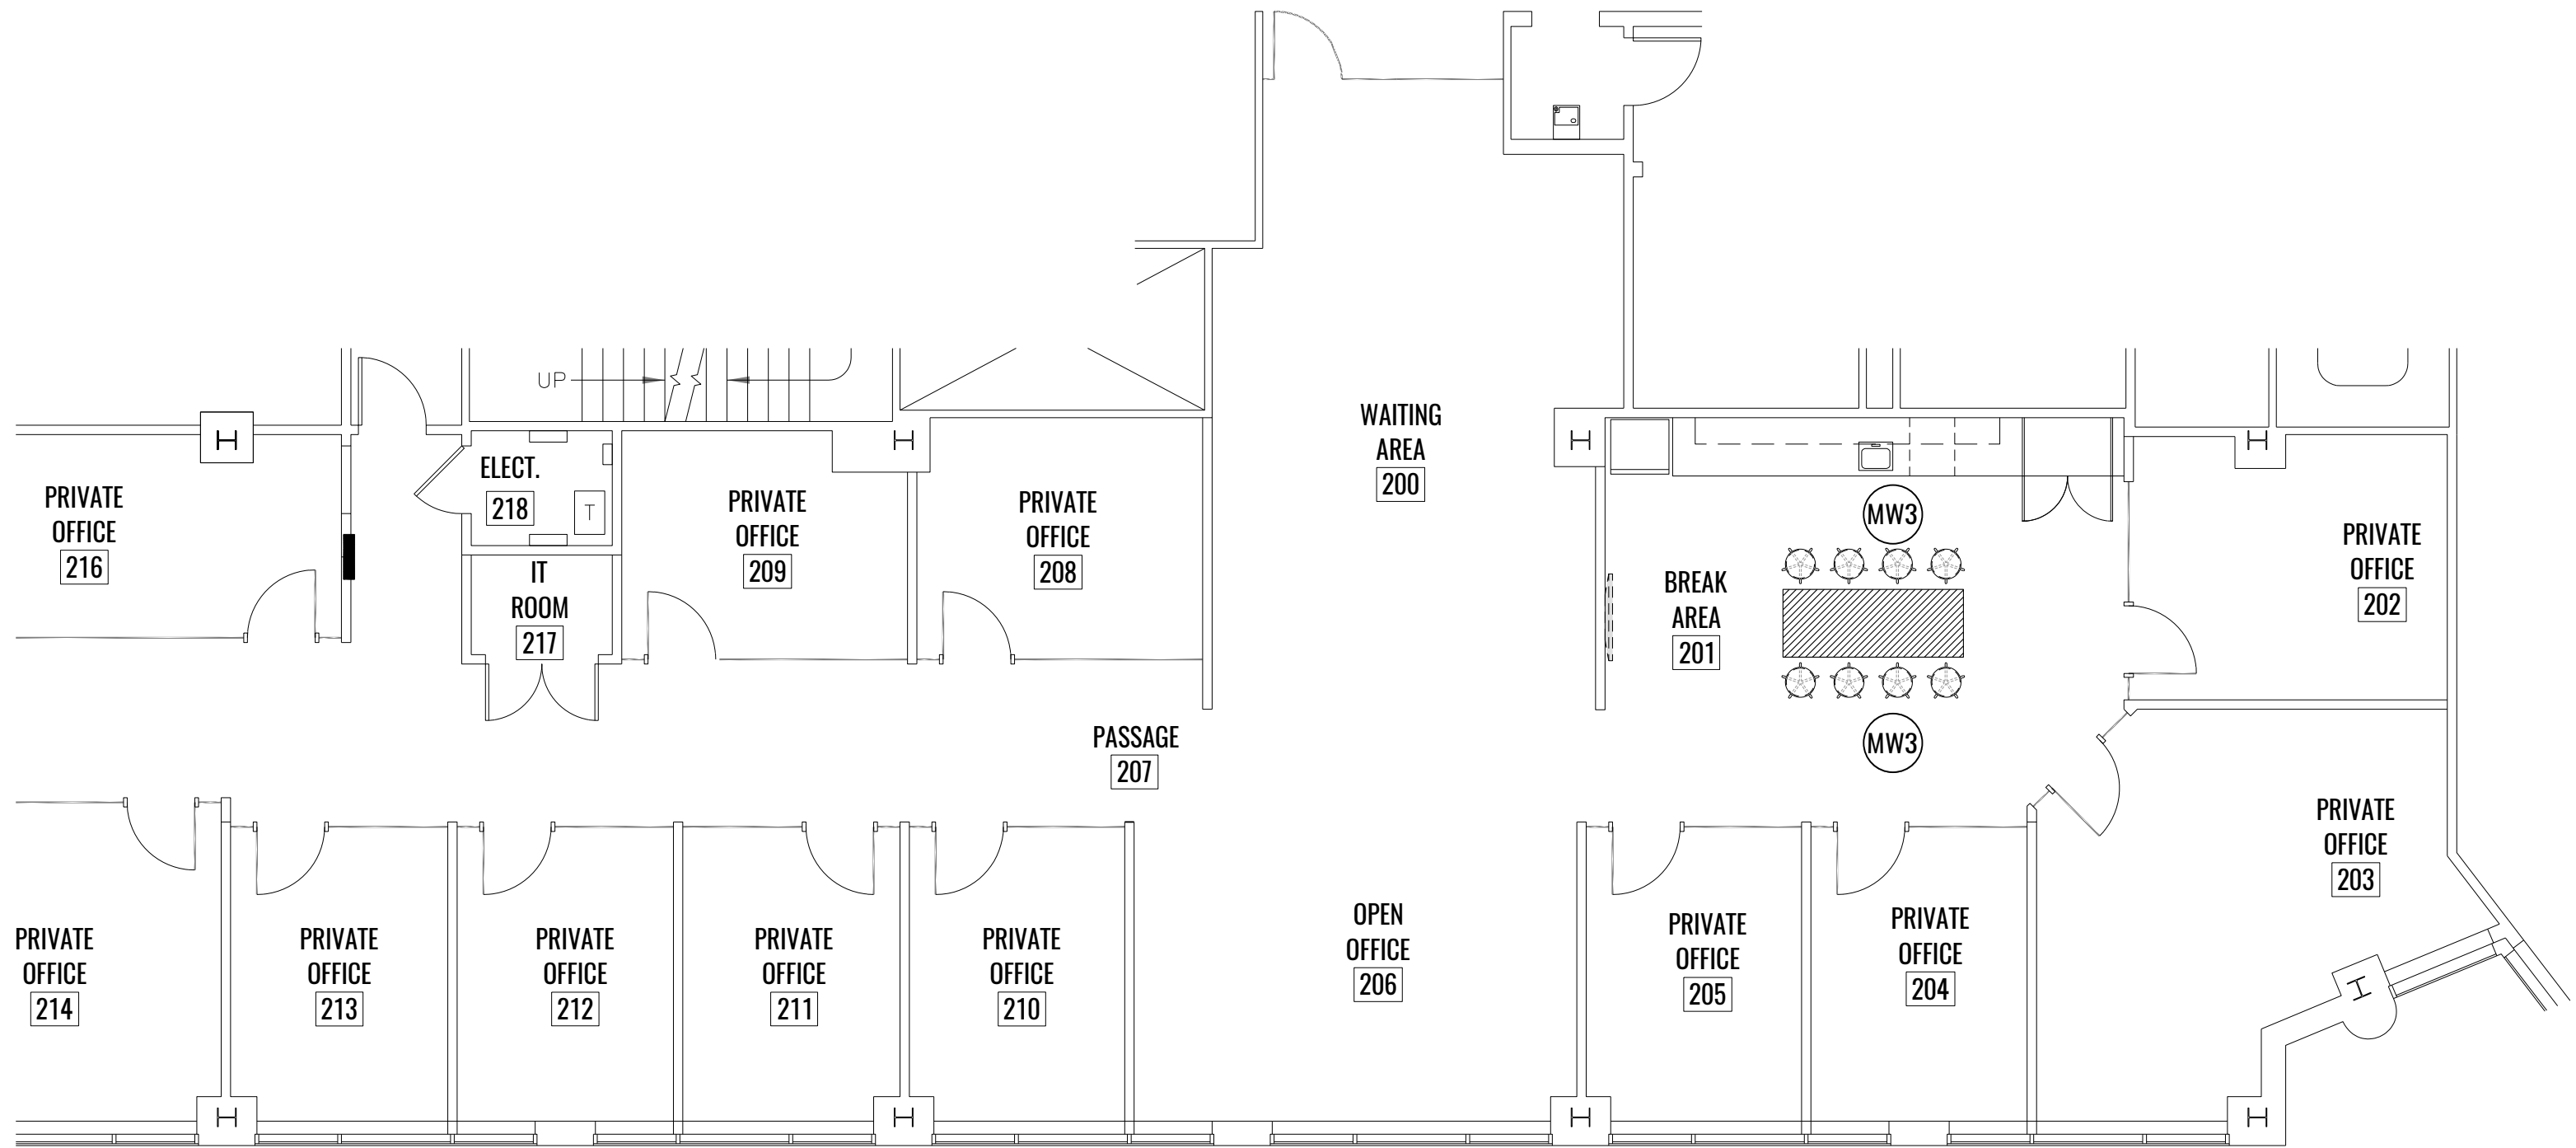 UP
WAITING
AREA
200
ELECT.
218
T
PRIVATE
OFFICE
216
PRIVATE
OFFICE
209
PRIVATE
OFFICE
208
IT
ROOM
217
MW3
BREAK
AREA
201
PRIVATE
OFFICE
202
PASSAGE
207
MW3
PRIVATE
OFFICE
203
PRIVATE
OFFICE
214
PRIVATE
OFFICE
213
PRIVATE
OFFICE
212
PRIVATE
OFFICE
211
PRIVATE
OFFICE
210
OPEN
OFFICE
206
PRIVATE
OFFICE
205
PRIVATE
OFFICE
204